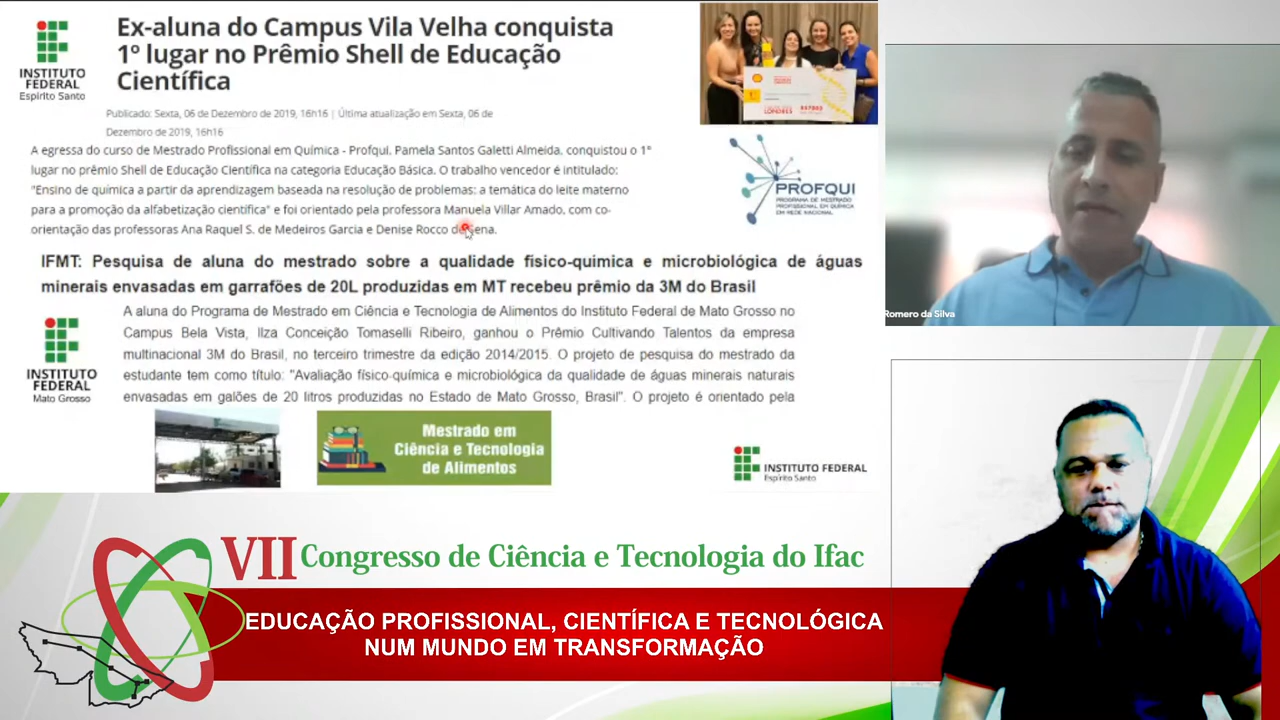 INSTITUTO
FEDERAL
Espírito Santo
Ex-aluna do Campus Vila Velha conquista
1º lugar no Prêmio Shell de Educação
Científica
Publicado: Sexta, 06 de Dezembro de 2019, 16h16 | Última atualização em Sexta, 06 de
Dezembro de 2019, 16h16
A egressa do curso de Mestrado Profissional em Química - Profqui, Pamela Santos Galetti Almeida, conquistou o 1º
lugar no prêmio Shell de Educação Científica na categoria Educação Básica. O trabalho vencedor é intitulado:
"Ensino de química a partir da aprendizagem baseada na resolução de problemas: a temática do leite materno
para a promoção da alfabetização científica" e foi orientado pela professora Manuela Villar Amado, com co-
orientação das professoras Ana Raquel S. de Medeiros Garcia e Denise Rocco de Sena.
LONDRES
PROFQUI
PROGRAMA DE MESTRADO
PROFISSIONAL EM QUÍMICA
EM REDE NACIONAL
IFMT: Pesquisa de aluna do mestrado sobre a qualidade físico-química e microbiológica de águas
minerais envasadas em garrafões de 20L produzidas em MT recebeu prêmio da 3M do Brasil
INSTITUTO
FEDERAL
Mato Grosso
A aluna do Programa de Mestrado em Ciência e Tecnologia de Alimentos do Instituto Federal de Mato Grosso no
Campus Bela Vista, Ilza Conceição Tomaselli Ribeiro, ganhou o Prêmio Cultivando Talentos da empresa
multinacional 3M do Brasil, no terceiro trimestre da edição 2014/2015. O projeto de pesquisa do mestrado da
estudante tem como título: "Avaliação físico-química e microbiológica da qualidade de águas minerais naturais
envasadas em galões de 20 litros produzidas no Estado de Mato Grosso, Brasil". O projeto é orientado pela
Mestrado em
Ciência e Tecnologia
de Alimentos
INSTITUTO FEDERAL
Espírito Santo
Romero da Silva
VII Congresso de Ciência e Tecnologia do Ifac
EDUCAÇÃO PROFISSIONAL, CIENTÍFICA E TECNOLÓGICA
NUM MUNDO EM TRANSFORMAÇÃO